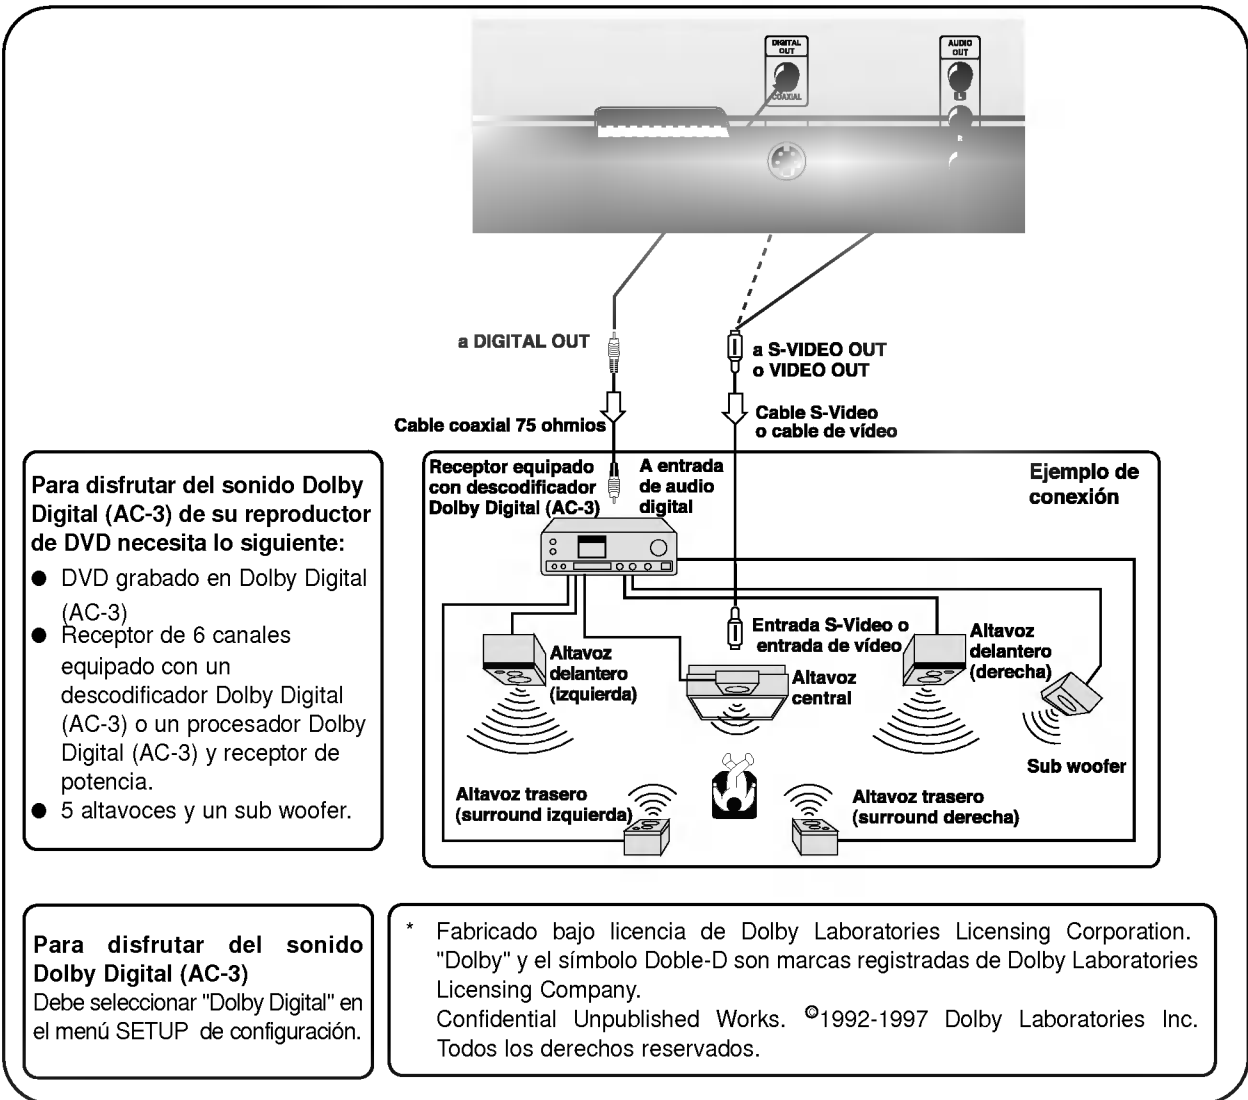 DIGITAL
OUT
COAXIAL
AUDIO
OUT
L
R
a DIGITAL OUT
a S-VIDEO OUT
o VIDEO OUT
Cable coaxial 75 ohmios
Cable S-Video
o cable de vídeo
Para disfrutar del sonido Dolby
Digital (AC-3) de su reproductor
de DVD necesita lo siguiente:
● DVD grabado en Dolby Digital
(AC-3)
● Receptor de 6 canales
equipado con un
descodificador Dolby Digital
(AC-3) o un procesador Dolby
Digital (AC-3) y receptor de
potencia.
● 5 altavoces y un sub woofer.
Receptor equipado
con descodificador
Dolby Digital (AC-3)
A entrada
de audio
digital
Ejemplo de
conexión
Altavoz
delantero
(izquierda)
Entrada S-Video o
entrada de vídeo
Altavoz
central
Altavoz
delantero
(derecha)
Sub woofer
Altavoz trasero
(surround izquierda)
Altavoz trasero
(surround derecha)
Para disfrutar del sonido
Dolby Digital (AC-3)
Debe seleccionar "Dolby Digital" en
el menú SETUP de configuración.
* Fabricado bajo licencia de Dolby Laboratories Licensing Corporation.
"Dolby" y el símbolo Doble-D son marcas registradas de Dolby Laboratories
Licensing Company.
Confidential Unpublished Works. ©1992-1997 Dolby Laboratories Inc.
Todos los derechos reservados.